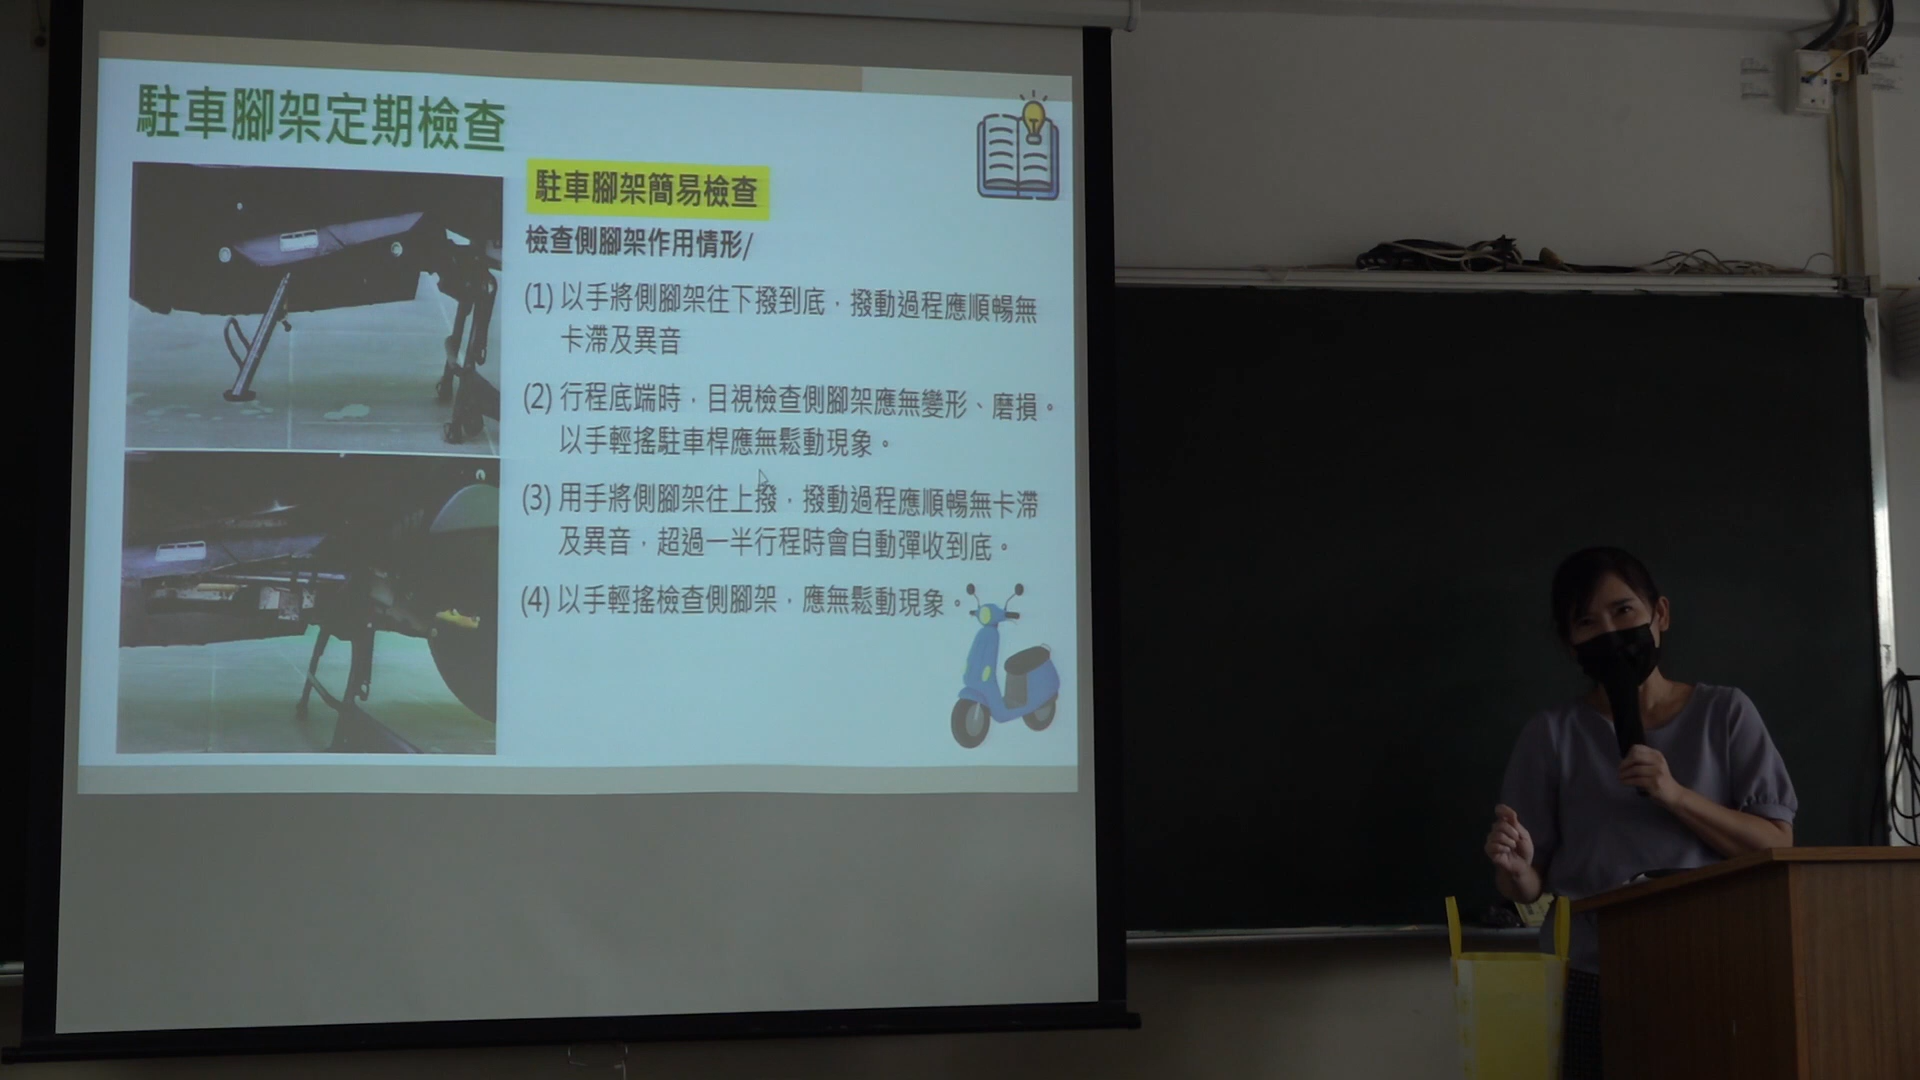 駐車腳架定期檢查
駐車腳架簡易檢查
檢查側腳架作用情形/
(1) 以手將側腳架往下撥到底，撥動過程應順暢無
卡滯及異音
(2) 行程底端時，目視檢查側腳架應無變形、磨損。
以手輕搖駐車桿應無鬆動現象。
(3) 用手將側腳架往上撥，撥動過程應順暢無卡滯
及異音，超過一半行程時會自動彈收到底。
(4) 以手輕搖檢查側腳架，應無鬆動現象。